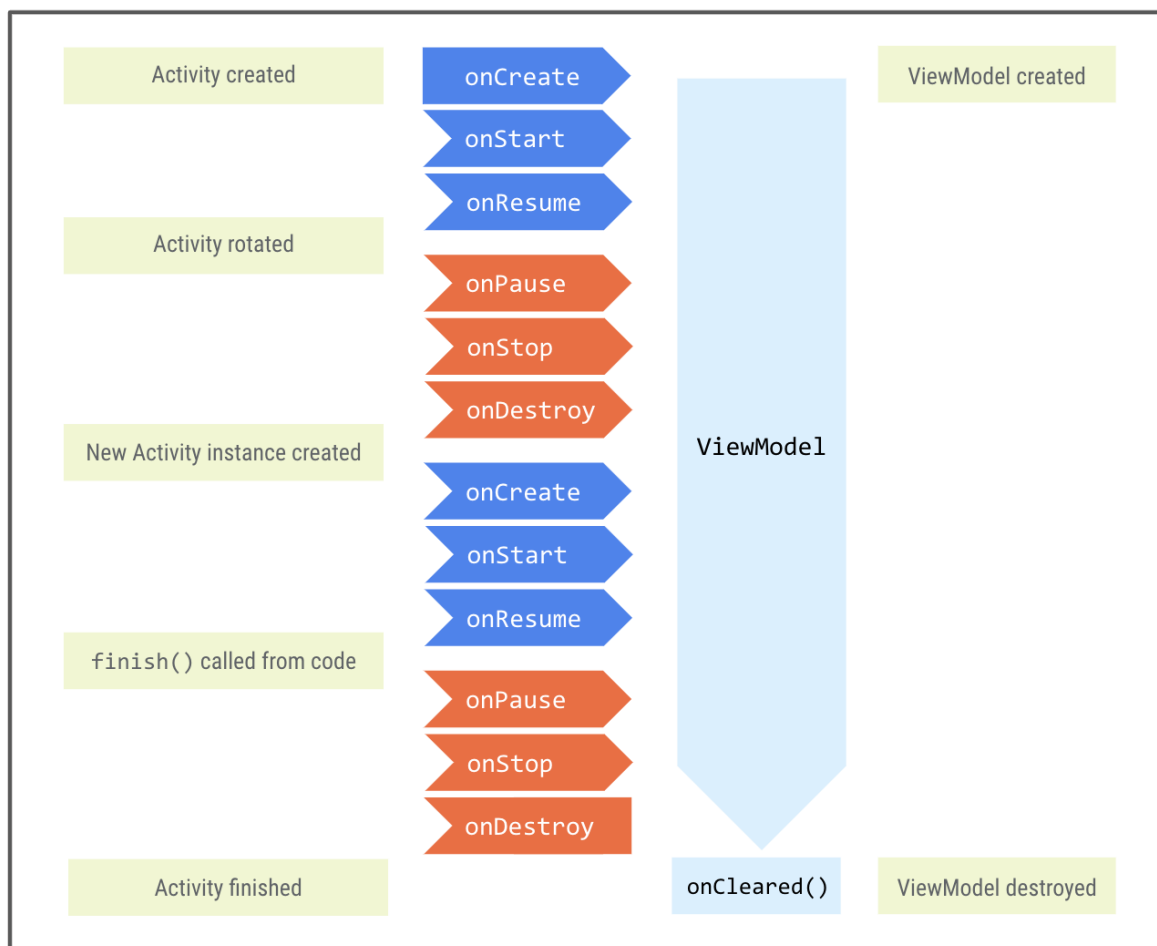 Activity created
onCreate
ViewModel created
onStart
onResume
Activity rotated
onPause
onStop
onDestroy
New Activity instance created
ViewModel
onCreate
onStart
onResume
finish() called from code
onPause
onStop
onDestroy
Activity finished
onCleared()
ViewModel destroyed